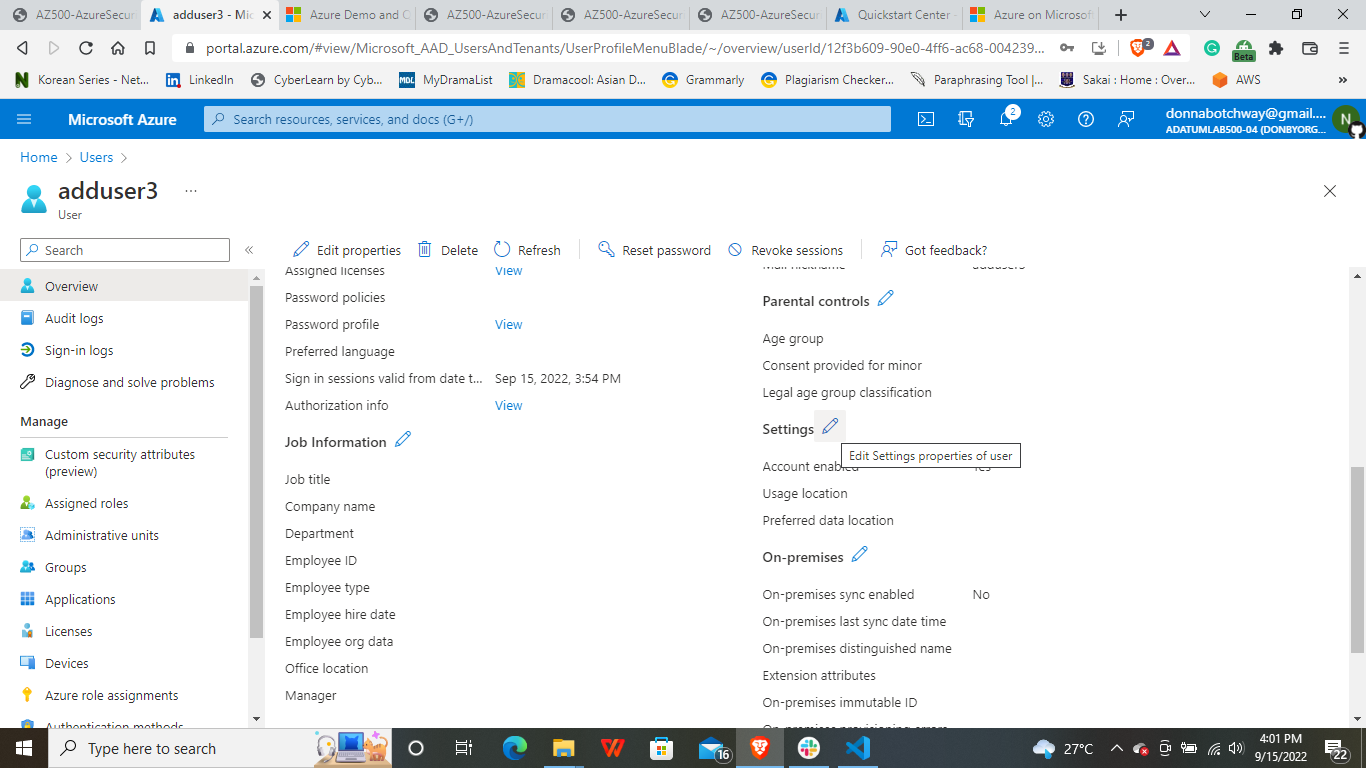 AZ500-AzureSecur
adduser3 - Mic
Azure Demo and Q
AZ500-AzureSecur
AZ500-AzureSecur
AZ500-AzureSecur
Quickstart Center -
Azure on Microsof
portal.azure.com/#view/Microsoft_AAD_UsersAndTenants/UserProfileMenuBlade/~/overview/userId/12f3b609-90e0-4ff6-ac68-004239...
2
Beta
Korean Series - Net...
LinkedIn
CyberLearn by Cyb...
MDL
MyDramaList
Dramacool: Asian D...
Grammarly
Plagiarism Checker...
Paraphrasing Tool |...
Sakai : Home : Over...
AWS
Microsoft Azure
Search resources, services, and docs (G+/)
2
donnabotchway@gmail....
ADATUMLAB500-04 (DONBYORG...
N
Home
Users
adduser3
...
User
Search
Edit properties
Delete
Refresh
Reset password
Revoke sessions
Got feedback?
Overview
Audit logs
Sign-in logs
Diagnose and solve problems
Manage
Custom security attributes
(preview)
Assigned roles
Administrative units
Groups
Applications
Licenses
Devices
Azure role assignments
Authentication methods
Assigned licenses View
Password policies
Password profile View
Preferred language
Sign in sessions valid from date t... Sep 15, 2022, 3:54 PM
Authorization info View
Job Information
Job title
Company name
Department
Employee ID
Employee type
Employee hire date
Employee org data
Office location
Manager
Mail nickname adduser3
Parental controls
Age group
Consent provided for minor
Legal age group classification
Settings
Edit Settings properties of user
Account enabled Yes
Usage location
Preferred data location
On-premises
On-premises sync enabled No
On-premises last sync date time
On-premises distinguished name
Extension attributes
On-premises immutable ID
On-premises provisioning errors
Type here to search
16
27°C
4:01 PM
9/15/2022
22